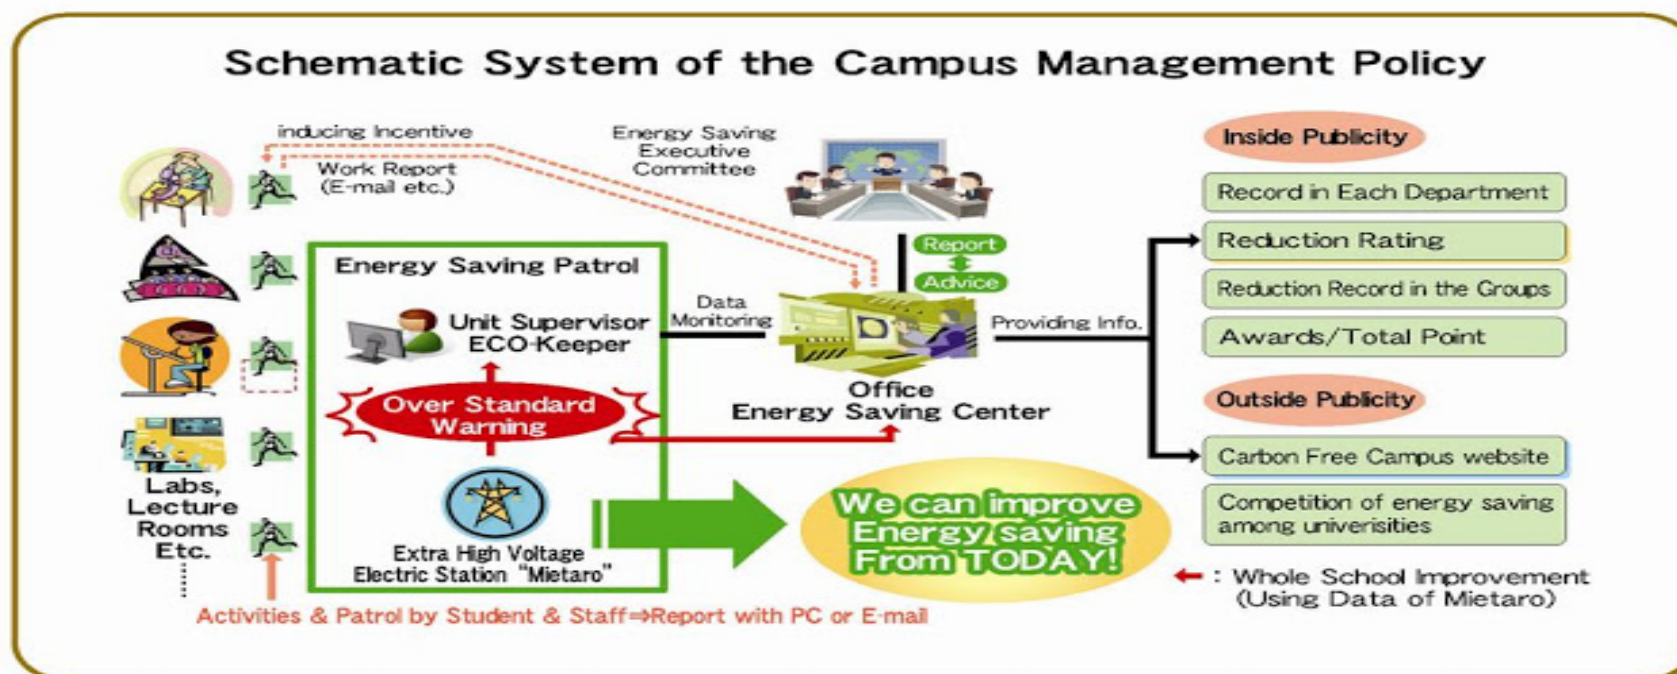 Schematic System of the Campus Management Policy
inducing Incentive
Work Report
(E-mail etc.)
Energy Saving
Executive
Committee
Report
Advice
Energy Saving Patrol
Unit Supervisor
ECO-Keeper
Over Standard
Warning
Extra High Voltage
Electric Station "Mietaro"
Data
Monitoring
Office
Energy Saving Center
Providing Info.
Labs,
Lecture
Rooms
Etc.
We can improve
Energy saving
From TODAY!
Activities & Patrol by Student & Staff⇒Report with PC or E-mail
Inside Publicity
Record in Each Department
Reduction Rating
Reduction Record in the Groups
Awards/Total Point
Outside Publicity
Carbon Free Campus website
Competition of energy saving
among univerisities
: Whole School Improvement
(Using Data of Mietaro)